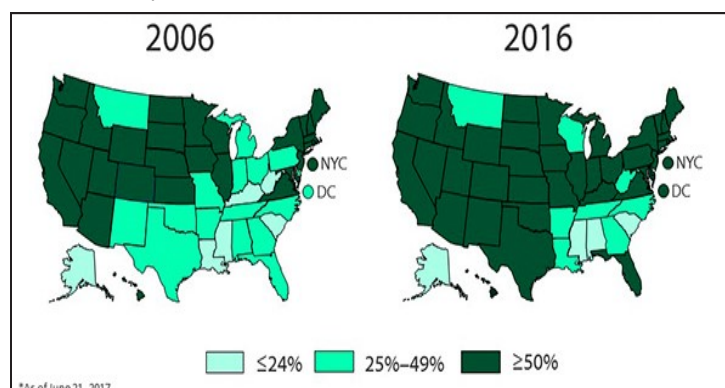 2006 2016
NYC NYC
DC DC
≤24% 25%–49% ≥50%
*As of June 21, 2017